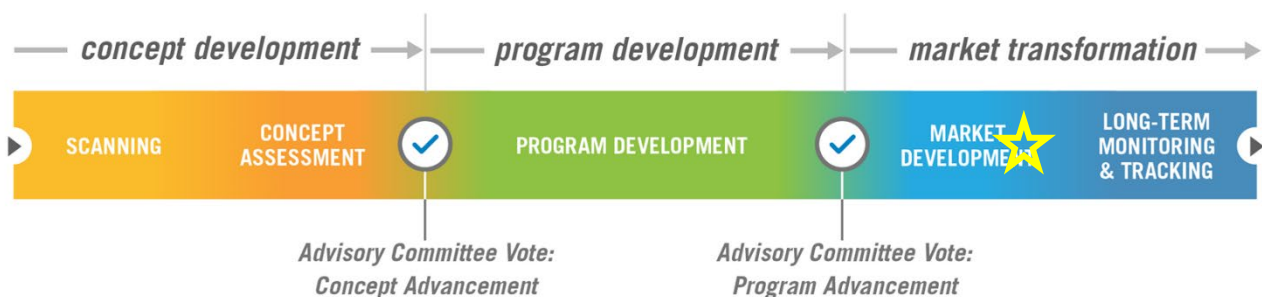 concept development
program development
market transformation
SCANNING
CONCEPT
ASSESSMENT
PROGRAM DEVELOPMENT
MARKET
DEVELOPMENT
LONG-TERM
MONITORING
& TRACKING
Advisory Committee Vote:
Concept Advancement
Advisory Committee Vote:
Program Advancement